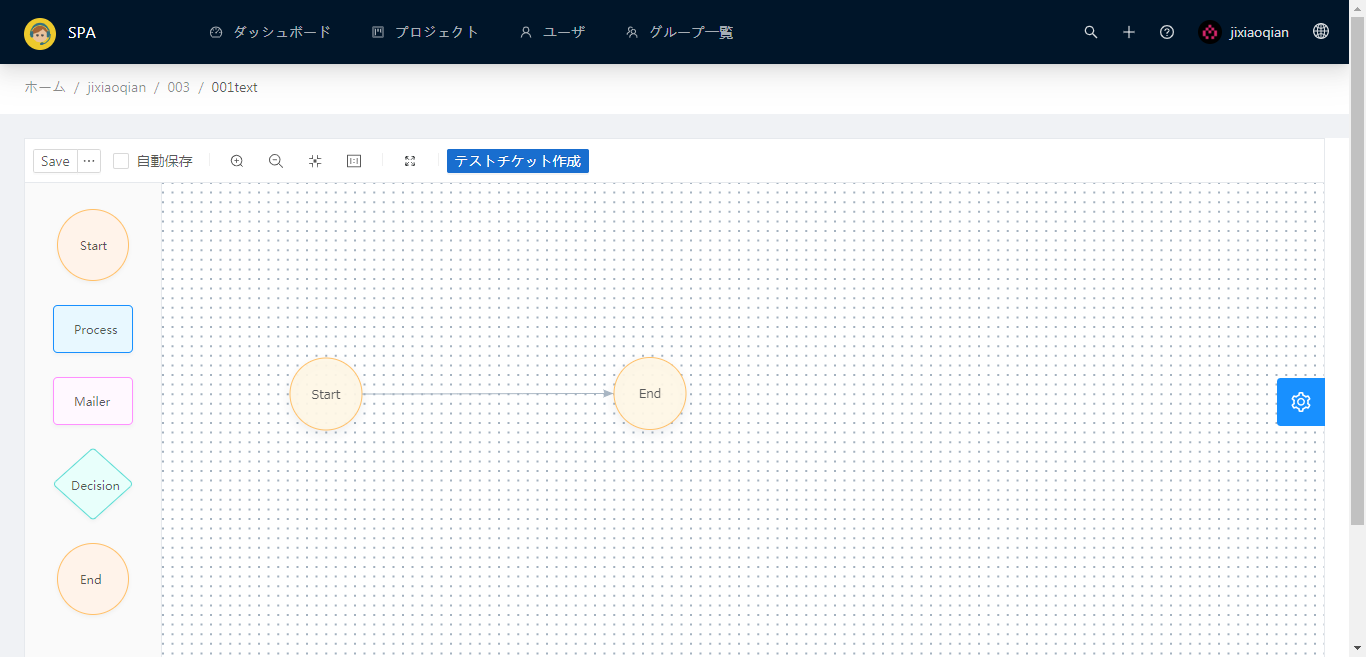 SPA ダッシュボード プロジェクト ユーザ グループ一覧 jixiaoqian
ホーム / jixiaoqian / 003 / 001text
Save ··· 自動保存 テストチケット作成
Start
Process
Mailer
Decision
End
Start
End